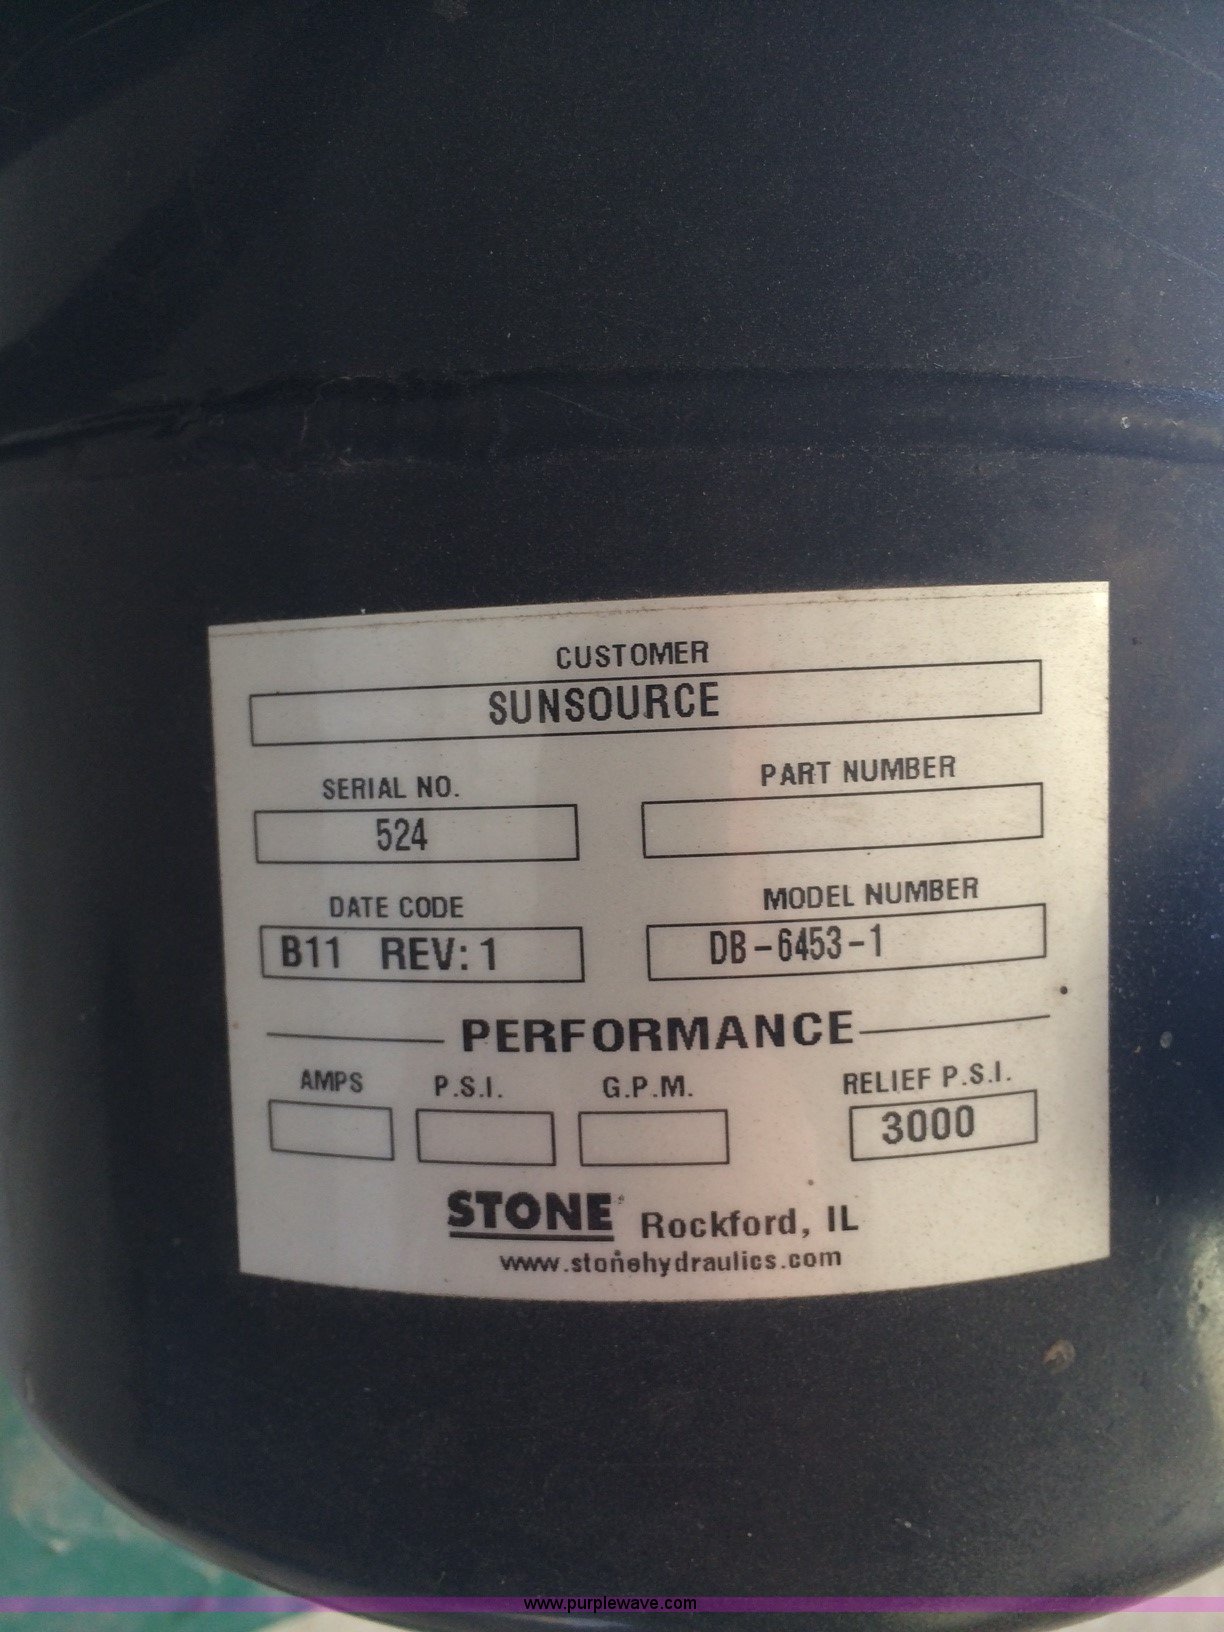 CUSTOMER
SUNSOURCE
SERIAL NO. PART NUMBER
524
DATE CODE MODEL NUMBER
B11 REV: 1 DB-6453-1
PERFORMANCE
AMPS P.S.I. G.P.M. RELIEF P.S.I.
3000
STONE® Rockford, IL
www.stonehydraulics.com
www.purplewave.com